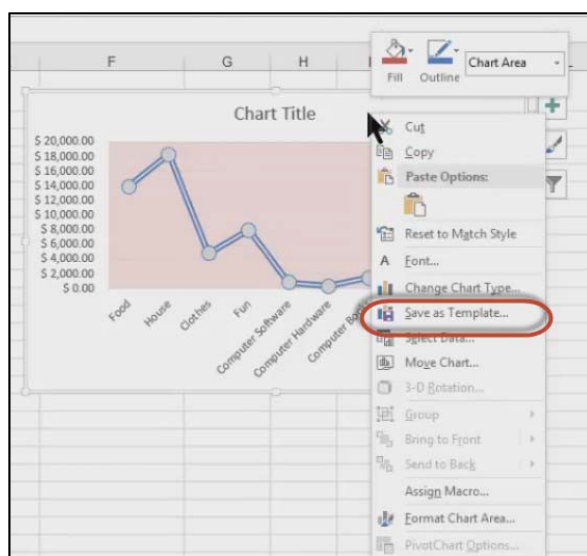 F G H
Fill Outline Chart Area
Chart Title
$ 20,000.00
$ 18,000.00
$ 16,000.00
$ 14,000.00
$ 12,000.00
$ 10,000.00
$ 8,000.00
$ 6,000.00
$ 4,000.00
$ 2,000.00
$ 0.00
Food
House
Clothes
Fun
Computer Software
Computer Hardware
Computer
Cut
Copy
Paste Options:
Reset to Match Style
A Font...
Change Chart Type...
Save as Template...
Select Data...
Move Chart...
3-D Rotation...
Group
Bring to Front
Send to Back
Assign Macro...
Format Chart Area...
PivotChart Options...